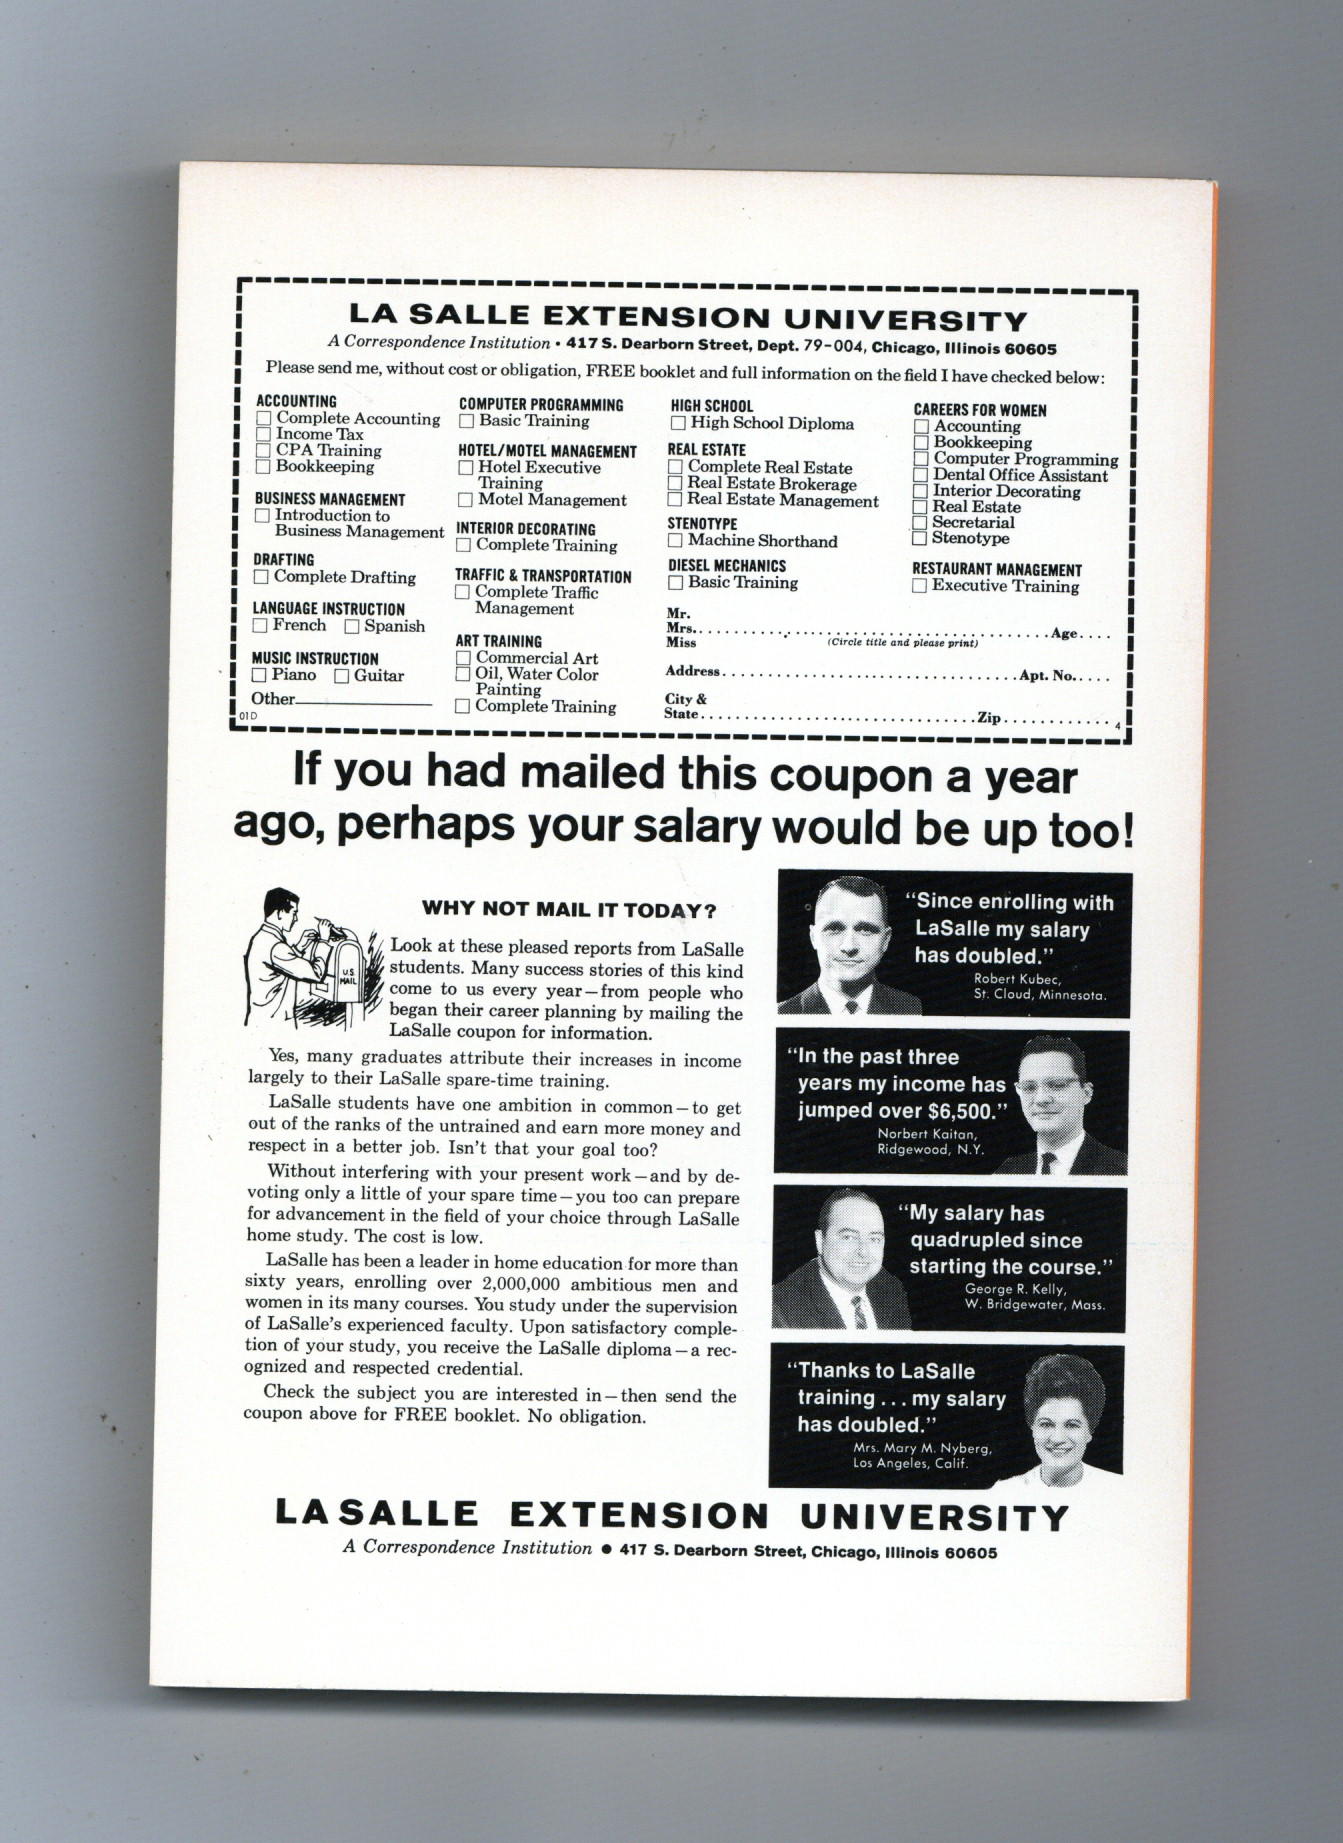 LA SALLE EXTENSION UNIVERSITY
A Correspondence Institution • 417 S. Dearborn Street, Dept. 79-004, Chicago, Illinois 60605
Please send me, without cost or obligation, FREE booklet and full information on the field I have checked below:
ACCOUNTING
Complete Accounting
Income Tax
CPA Training
Bookkeeping
BUSINESS MANAGEMENT
Introduction to
Business Management
DRAFTING
Complete Drafting
LANGUAGE INSTRUCTION
French Spanish
MUSIC INSTRUCTION
Piano Guitar
Other
01D
COMPUTER PROGRAMMING
Basic Training
HOTEL/MOTEL MANAGEMENT
Hotel Executive
Training
Motel Management
INTERIOR DECORATING
Complete Training
TRAFFIC & TRANSPORTATION
Complete Traffic
Management
ART TRAINING
Commercial Art
Oil, Water Color
Painting
Complete Training
HIGH SCHOOL
High School Diploma
REAL ESTATE
Complete Real Estate
Real Estate Brokerage
Real Estate Management
STENOTYPE
Machine Shorthand
DIESEL MECHANICS
Basic Training
CAREERS FOR WOMEN
Accounting
Bookkeeping
Computer Programming
Dental Office Assistant
Interior Decorating
Real Estate
Secretarial
Stenotype
RESTAURANT MANAGEMENT
Executive Training
Mr.
Mrs. Age
Miss (Circle title and please print)
Address Apt. No.
City &
State Zip
4
If you had mailed this coupon a year
ago, perhaps your salary would be up too!
WHY NOT MAIL IT TODAY?
U.S.
MAIL
Look at these pleased reports from LaSalle
students. Many success stories of this kind
come to us every year—from people who
began their career planning by mailing the
LaSalle coupon for information.
Yes, many graduates attribute their increases in income
largely to their LaSalle spare-time training.
LaSalle students have one ambition in common—to get
out of the ranks of the untrained and earn more money and
respect in a better job. Isn't that your goal too?
Without interfering with your present work—and by de-
voting only a little of your spare time—you too can prepare
for advancement in the field of your choice through LaSalle
home study. The cost is low.
LaSalle has been a leader in home education for more than
sixty years, enrolling over 2,000,000 ambitious men and
women in its many courses. You study under the supervision
of LaSalle's experienced faculty. Upon satisfactory comple-
tion of your study, you receive the LaSalle diploma—a rec-
ognized and respected credential.
Check the subject you are interested in—then send the
coupon above for FREE booklet. No obligation.
"Since enrolling with
LaSalle my salary
has doubled."
Robert Kubec,
St. Cloud, Minnesota.
"In the past three
years my income has
jumped over $6,500."
Norbert Kaitan,
Ridgewood, N.Y.
"My salary has
quadrupled since
starting the course."
George R. Kelly,
W. Bridgewater, Mass.
"Thanks to LaSalle
training . . . my salary
has doubled."
Mrs. Mary M. Nyberg,
Los Angeles, Calif.
LA SALLE EXTENSION UNIVERSITY
A Correspondence Institution • 417 S. Dearborn Street, Chicago, Illinois 60605